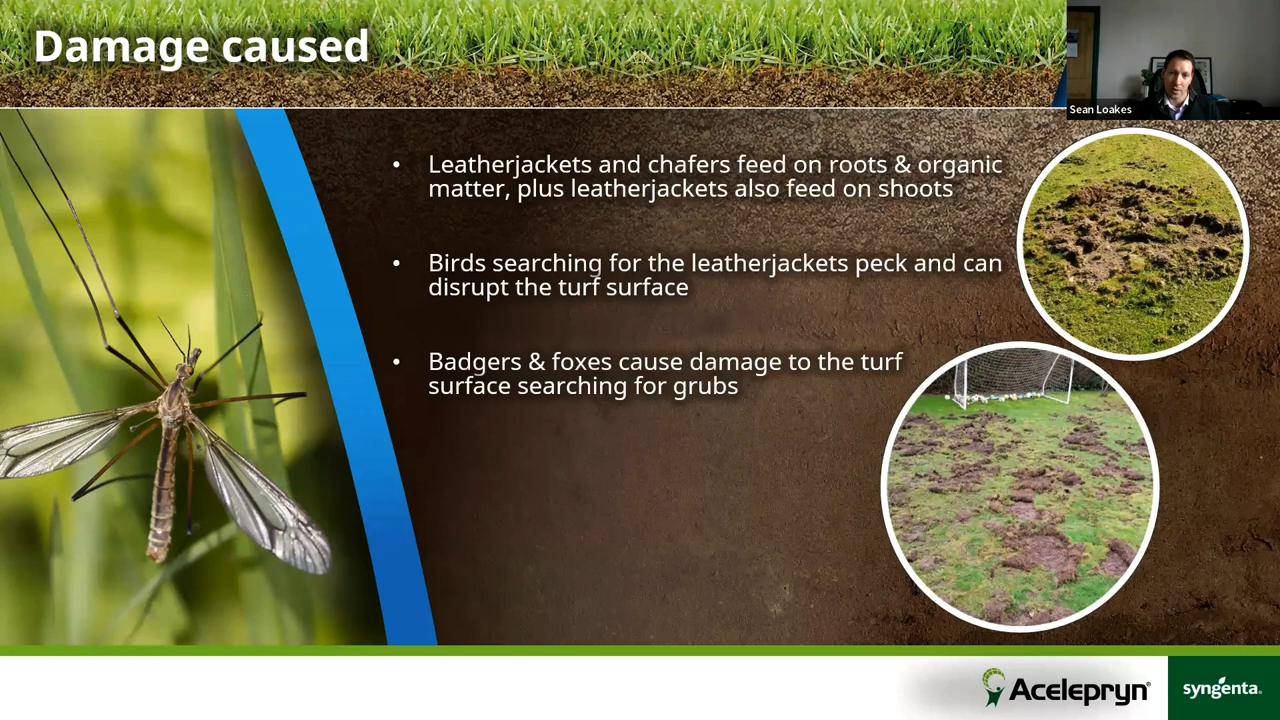 Damage caused
Sean Loakes
• Leatherjackets and chafers feed on roots & organic
matter, plus leatherjackets also feed on shoots
• Birds searching for the leatherjackets peck and can
disrupt the turf surface
• Badgers & foxes cause damage to the turf
surface searching for grubs
Acelepryn®
syngenta®